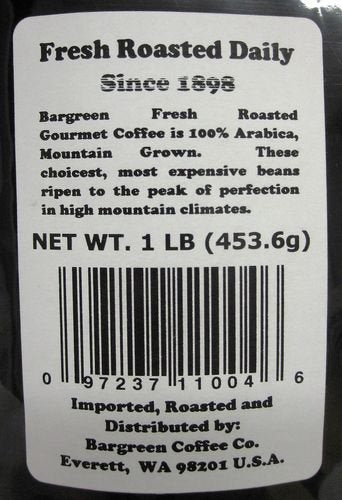 Fresh Roasted Daily
Since 1898
Bargreen Fresh Roasted
Gourmet Coffee is 100% Arabica,
Mountain Grown. These
choicest, most expensive beans
ripen to the peak of perfection
in high mountain climates.
NET WT. 1 LB (453.6g)
0 97237 11004 6
Imported, Roasted and
Distributed by:
Bargreen Coffee Co.
Everett, WA 98201 U.S.A.